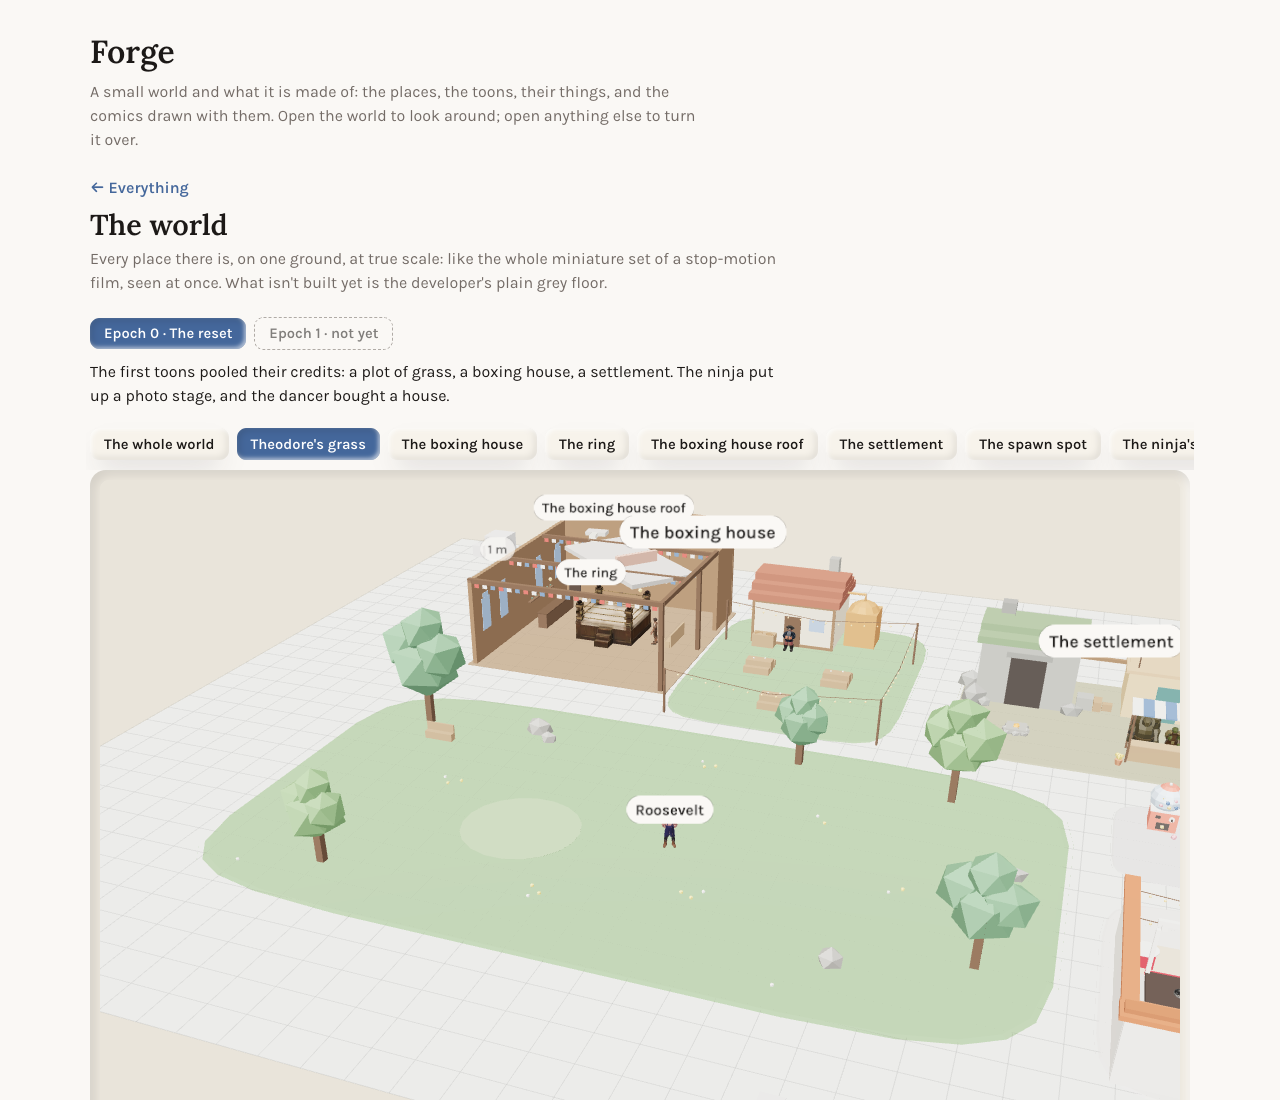 Forge
A small world and what it is made of: the places, the toons, their things, and the
comics drawn with them. Open the world to look around; open anything else to turn
it over.
← Everything
The world
Every place there is, on one ground, at true scale: like the whole miniature set of a stop-motion
film, seen at once. What isn't built yet is the developer's plain grey floor.
Epoch 0 · The reset
Epoch 1 · not yet
The first toons pooled their credits: a plot of grass, a boxing house, a settlement. The ninja put
up a photo stage, and the dancer bought a house.
The whole world
Theodore's grass
The boxing house
The ring
The boxing house roof
The settlement
The spawn spot
The ninja's
The boxing house roof
The boxing house
1 m
The ring
The settlement
Roosevelt